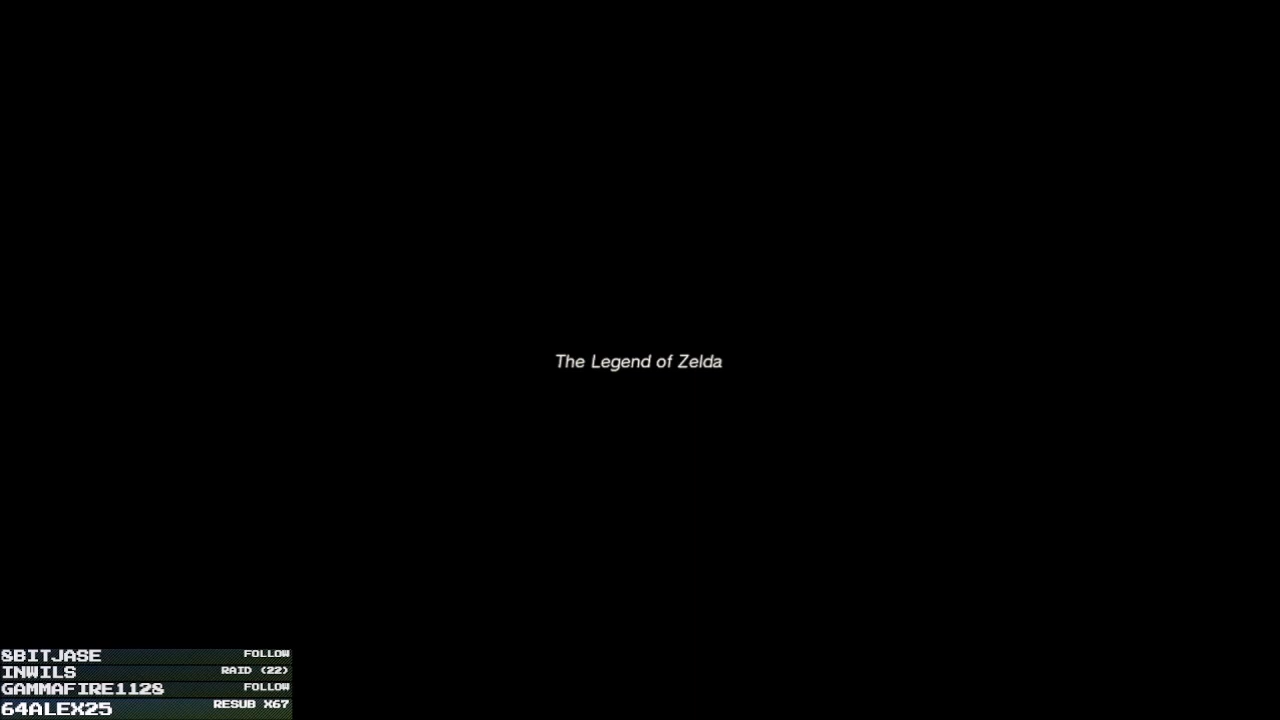 The Legend of Zelda
8BITJASE FOLLOW
INWILS RAID (22)
GAMMAFIRE1128 FOLLOW
64ALEX25 RESUB X67